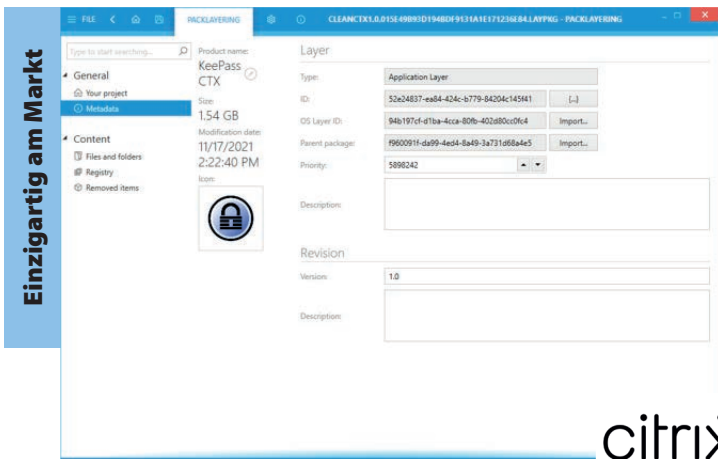 Einzigartig am Markt
FILE
PACKLAYERING
CLEANCTX1.0.015E49B93D194BDF9131A1E171236E84.LAYPKG - PACKLAYERING
Type to start searching...
General
Your project
Metadata
Content
Files and folders
Registry
Removed items
Product name:
KeePass
CTX
Size:
1.54 GB
Modification date:
11/17/2021
2:22:40 PM
Icon:
Layer
Type:
Application Layer
ID:
52e24837-ea84-424c-b779-84204c145f41
{...}
OS Layer ID:
94b197cf-d1ba-4cca-80fb-402d80cc0fc4
Import...
Parent package:
f960091f-da99-4ed4-8a49-3a731d68a4e5
Import...
Priority:
5898242
Description:
Revision
Version:
1.0
Description:
citrix